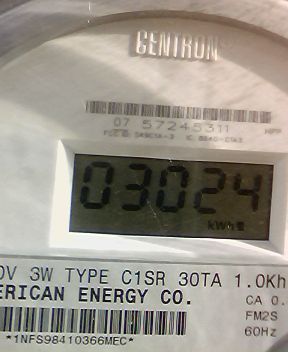 CENTRON
07 57245311
03024
kWh
0V 3W TYPE C1SR 30TA 1.0Kh
ERICAN ENERGY CO.
CA 0.
FM2S
60Hz
*1NFS98410366MEC*